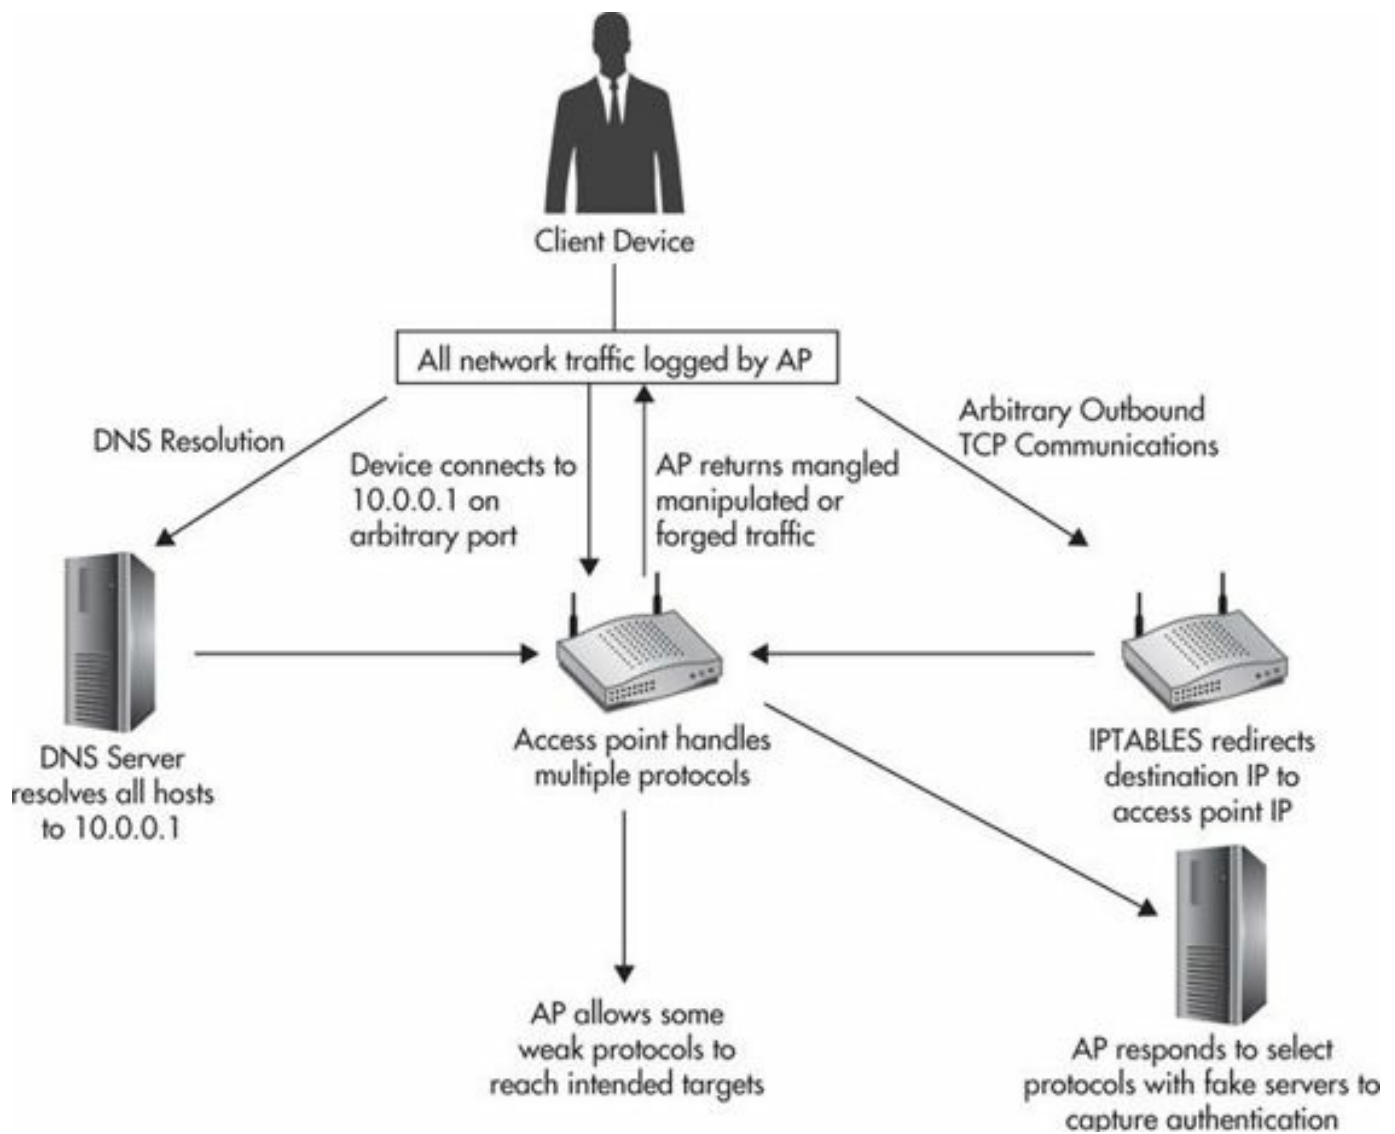 Client Device
All network traffic logged by AP
DNS Resolution
Device connects to
10.0.0.1 on
arbitrary port
AP returns mangled
manipulated or
forged traffic
Arbitrary Outbound
TCP Communications
DNS Server
resolves all hosts
to 10.0.0.1
Access point handles
multiple protocols
IPTABLES redirects
destination IP to
access point IP
AP allows some
weak protocols to
reach intended targets
AP responds to select
protocols with fake servers to
capture authentication